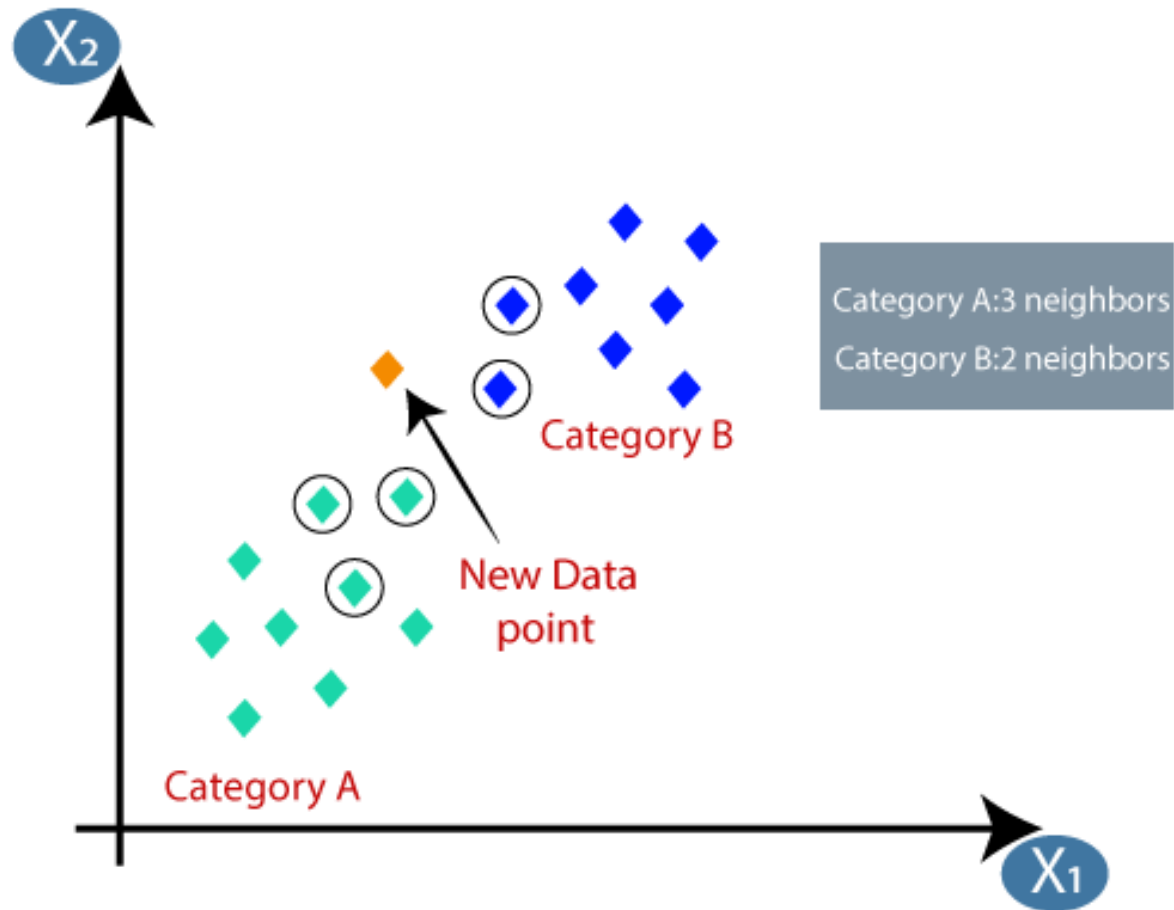 X₂
Category A:3 neighbors
Category B:2 neighbors
Category B
New Data
point
Category A
X₁